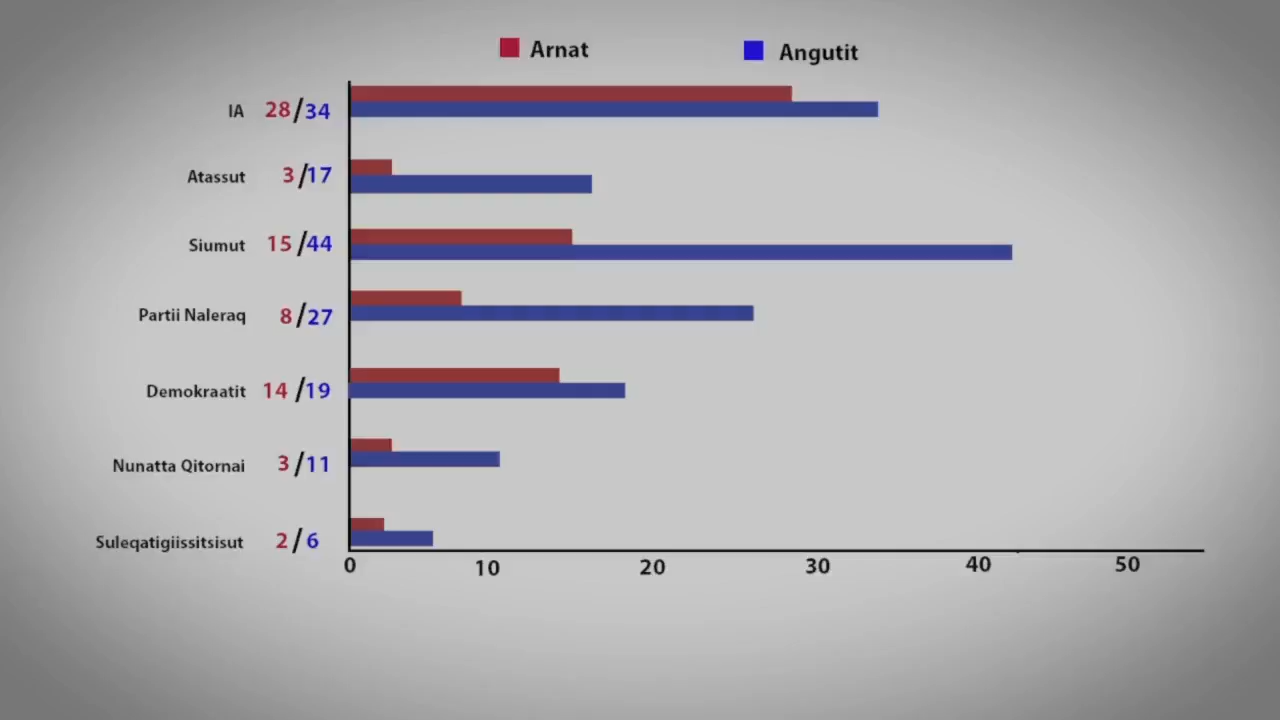 Arnat Angutit
IA 28/34
Atassut 3/17
Siumut 15/44
Partii Naleraq 8/27
Demokraatit 14/19
Nunatta Qitornai 3/11
Suleqatigiissitsisut 2/6
0 10 20 30 40 50